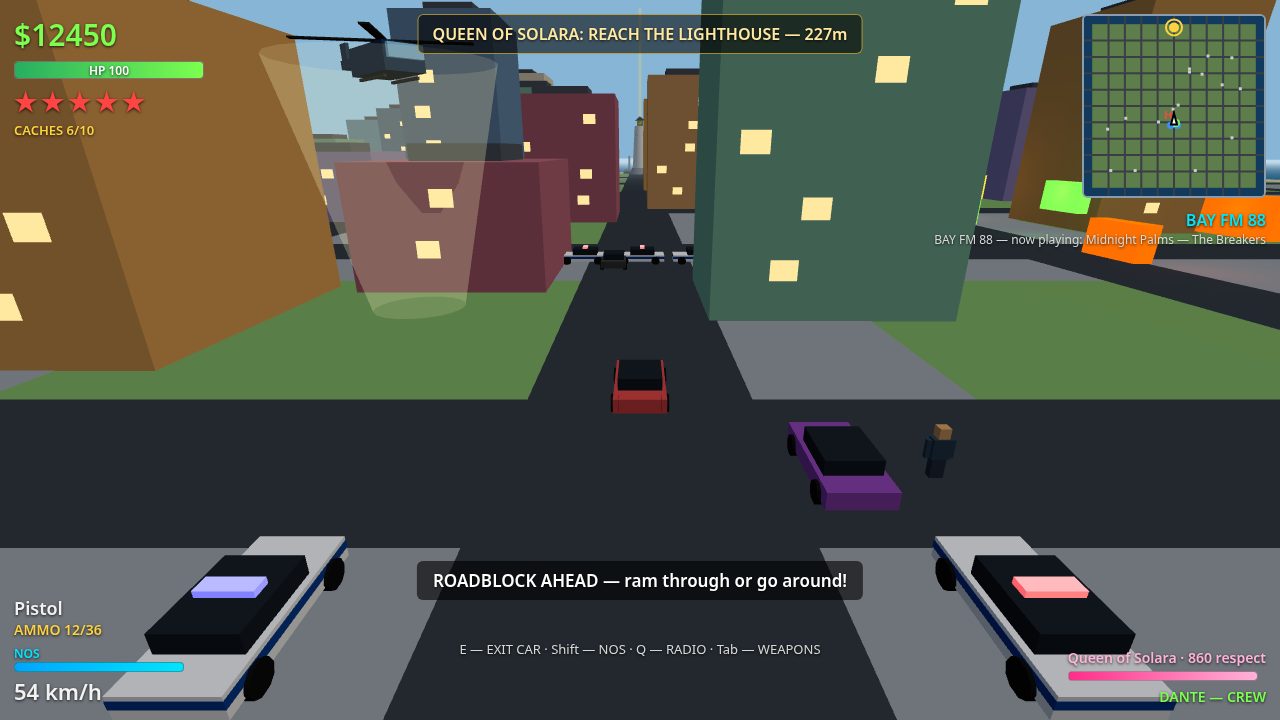 $12450
HP 100
CACHES 6/10
QUEEN OF SOLARA: REACH THE LIGHTHOUSE — 227m
BAY FM 88
BAY FM 88 — now playing: Midnight Palms — The Breakers
ROADBLOCK AHEAD — ram through or go around!
E — EXIT CAR · Shift — NOS · Q — RADIO · Tab — WEAPONS
Pistol
AMMO 12/36
NOS
54 km/h
Queen of Solara · 860 respect
DANTE — CREW